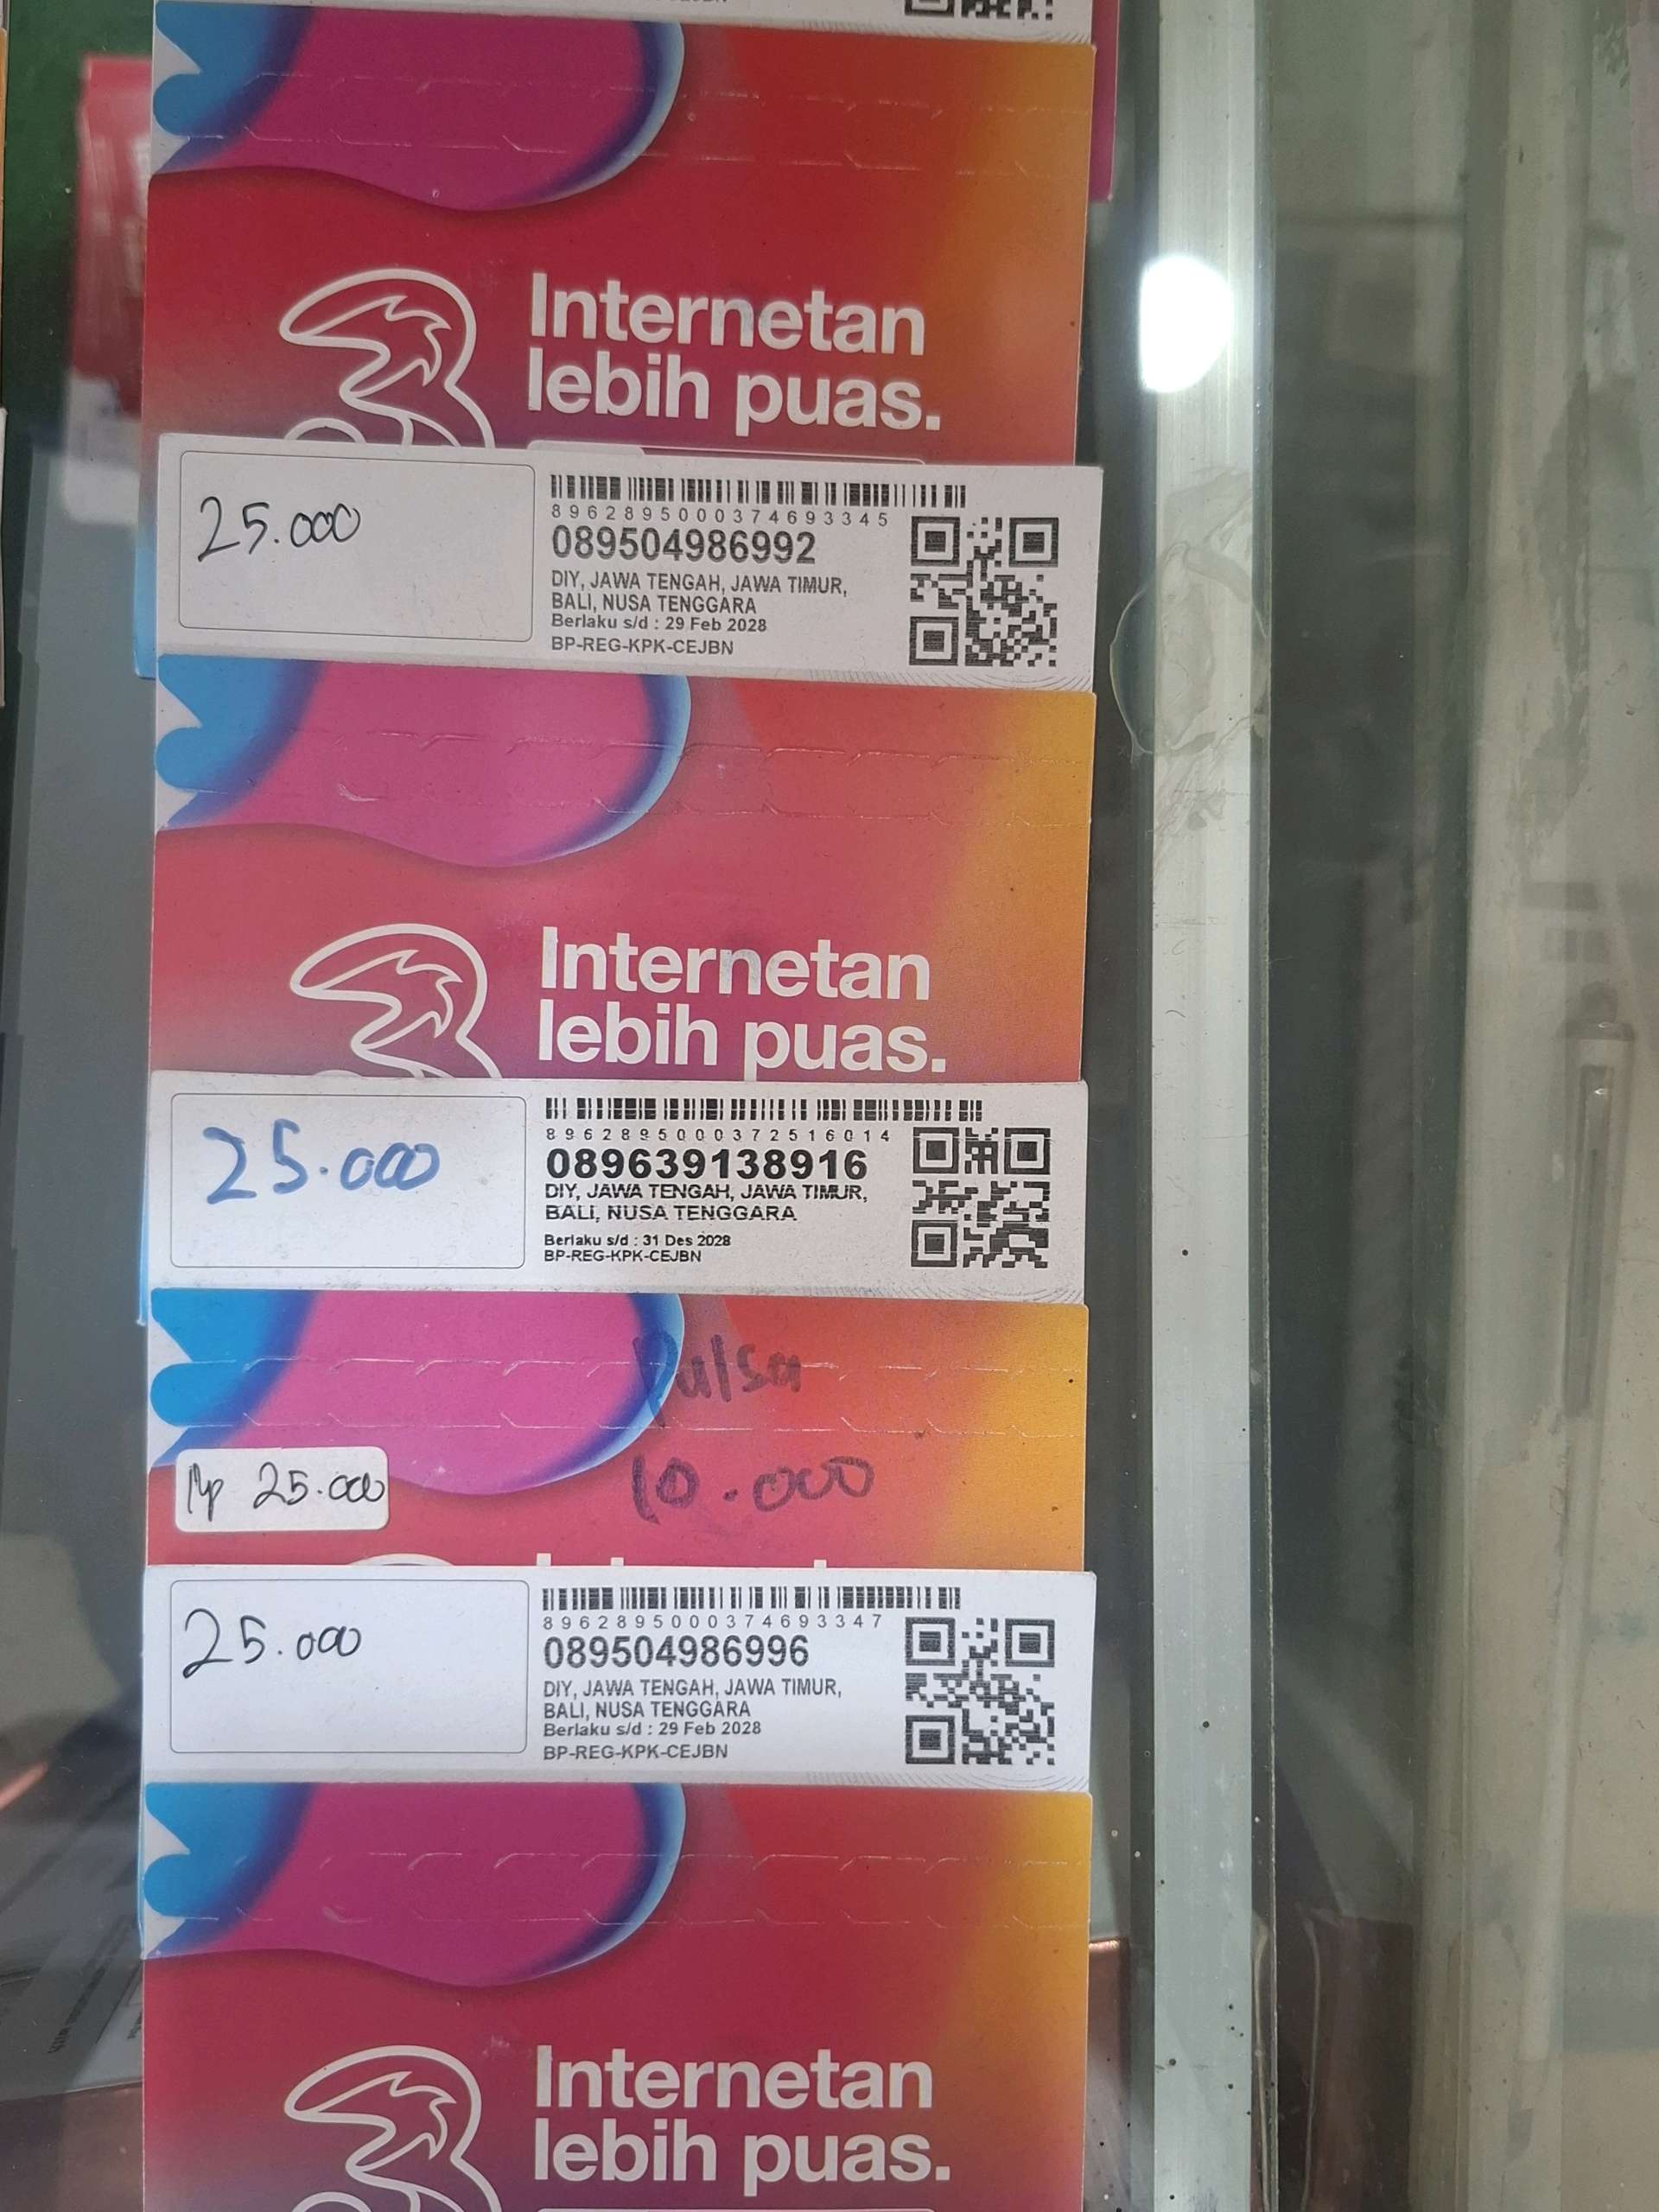 Internetan
lebih puas.
25.000
8962895000374693345
089504986992
DIY, JAWA TENGAH, JAWA TIMUR,
BALI, NUSA TENGGARA
Berlaku s/d : 29 Feb 2028
BP-REG-KPK-CEJBN
Internetan
lebih puas.
25.000
8962895000372516014
089639138916
DIY, JAWA TENGAH, JAWA TIMUR,
BALI, NUSA TENGGARA
Berlaku s/d : 31 Des 2028
BP-REG-KPK-CEJBN
Pulsa
10.000
Rp 25.000
25.000
8962895000374693347
089504986996
DIY, JAWA TENGAH, JAWA TIMUR,
BALI, NUSA TENGGARA
Berlaku s/d : 29 Feb 2028
BP-REG-KPK-CEJBN
Internetan
lebih puas.